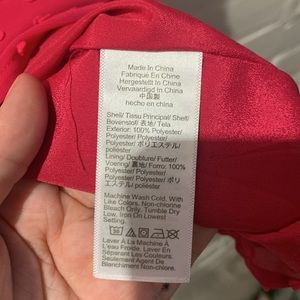 Made In China
Fabrique En Chine
Hergestellt In China
Vervaardigd In China
中国製
hecho en china
Shell/ Tissu Principal/ Shell/
Bovenstof/ 表地/ Tela
Exterior: 100% Polyester/
Polyester/ Polyester/
Polyester/ ポリエステル/
poliéster
Lining/ Doublure/ Futter/
Voering/ 裏地/ Forro: 100%
Polyester/ Polyester/
Polyester/ Polyester/ ポリ
エステル/ poliéster
Machine Wash Cold, With
Like Colors. Non-chlorine
Bleach Only, Tumble Dry
Low, Iron On Lowest
Setting.
Laver À La Machine À
L'eau Froide. Laver En
Séparant Les Couleurs.
Seulement Agent De
Blanchiment Non-chlore.